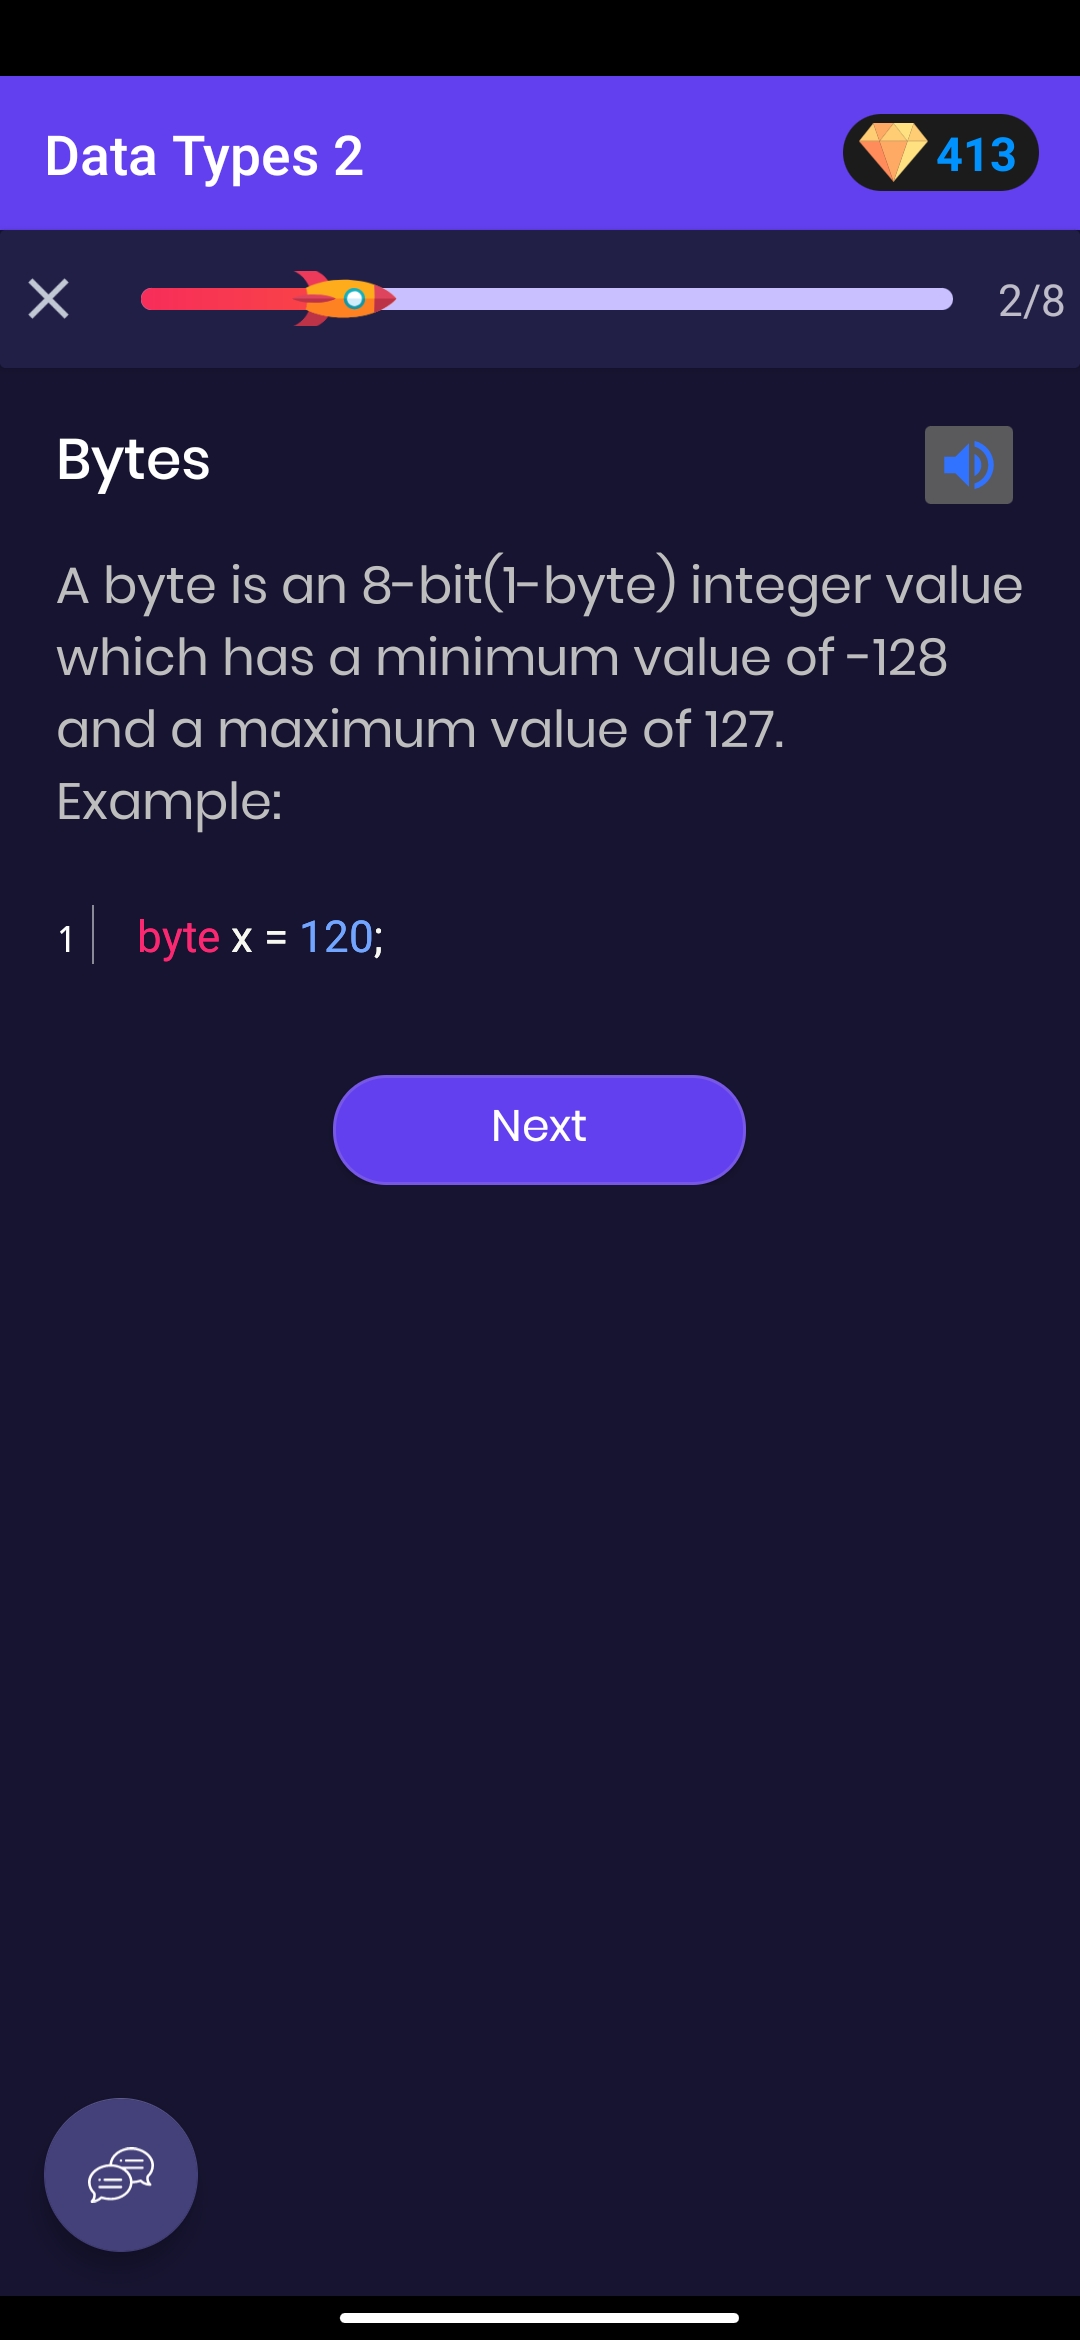 Data Types 2
413
2/8
Bytes
A byte is an 8-bit(1-byte) integer value
which has a minimum value of -128
and a maximum value of 127.
Example:
1 byte x = 120;
Next